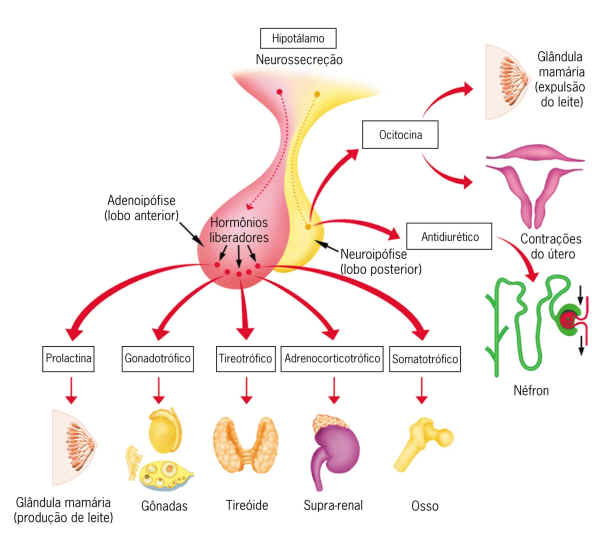 Hipotálamo
Neurossecreção
Glândula
mamária
(expulsão
do leite)
Ocitocina
Adenoipófise
(lobo anterior)
Hormônios
liberadores
Neuroipófise
(lobo posterior)
Antidiurético
Contrações
do útero
Néfron
Prolactina
Gonadotrófico
Tireotrófico
Adrenocorticotrófico
Somatotrófico
Glândula mamária
(produção de leite)
Gônadas
Tireóide
Supra-renal
Osso